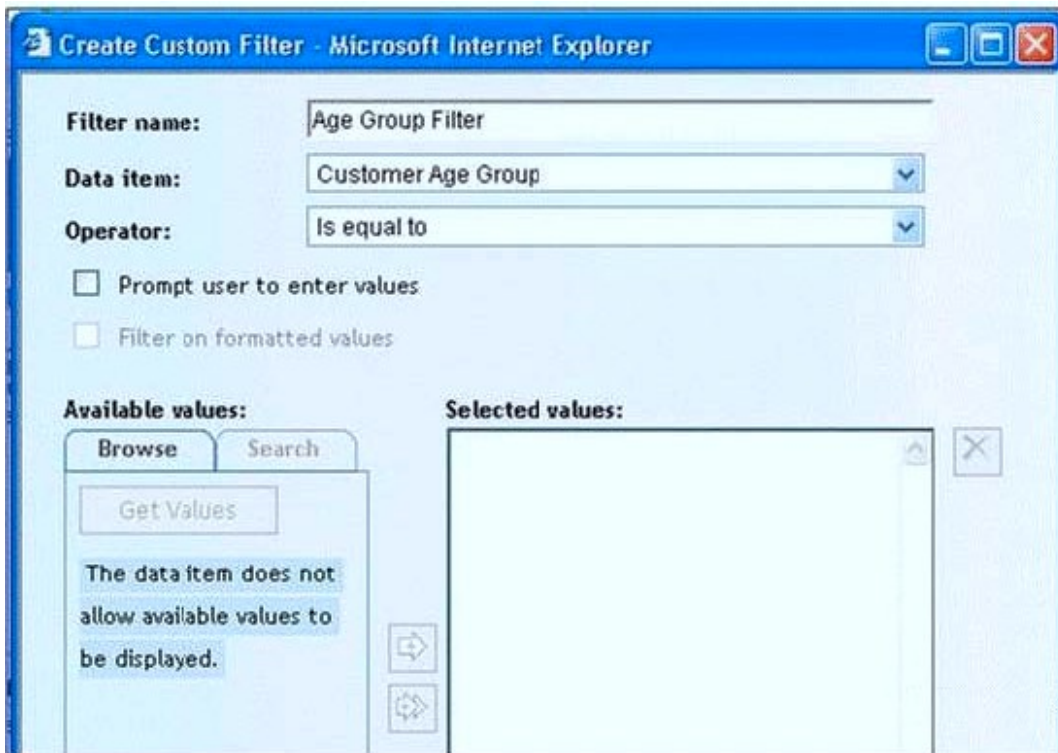 Create Custom Filter - Microsoft Internet Explorer
Filter name:
Age Group Filter
Data item:
Customer Age Group
Operator:
Is equal to
Prompt user to enter values
Filter on formatted values
Available values:
Selected values:
Browse
Search
Get Values
The data item does not
allow available values to
be displayed.